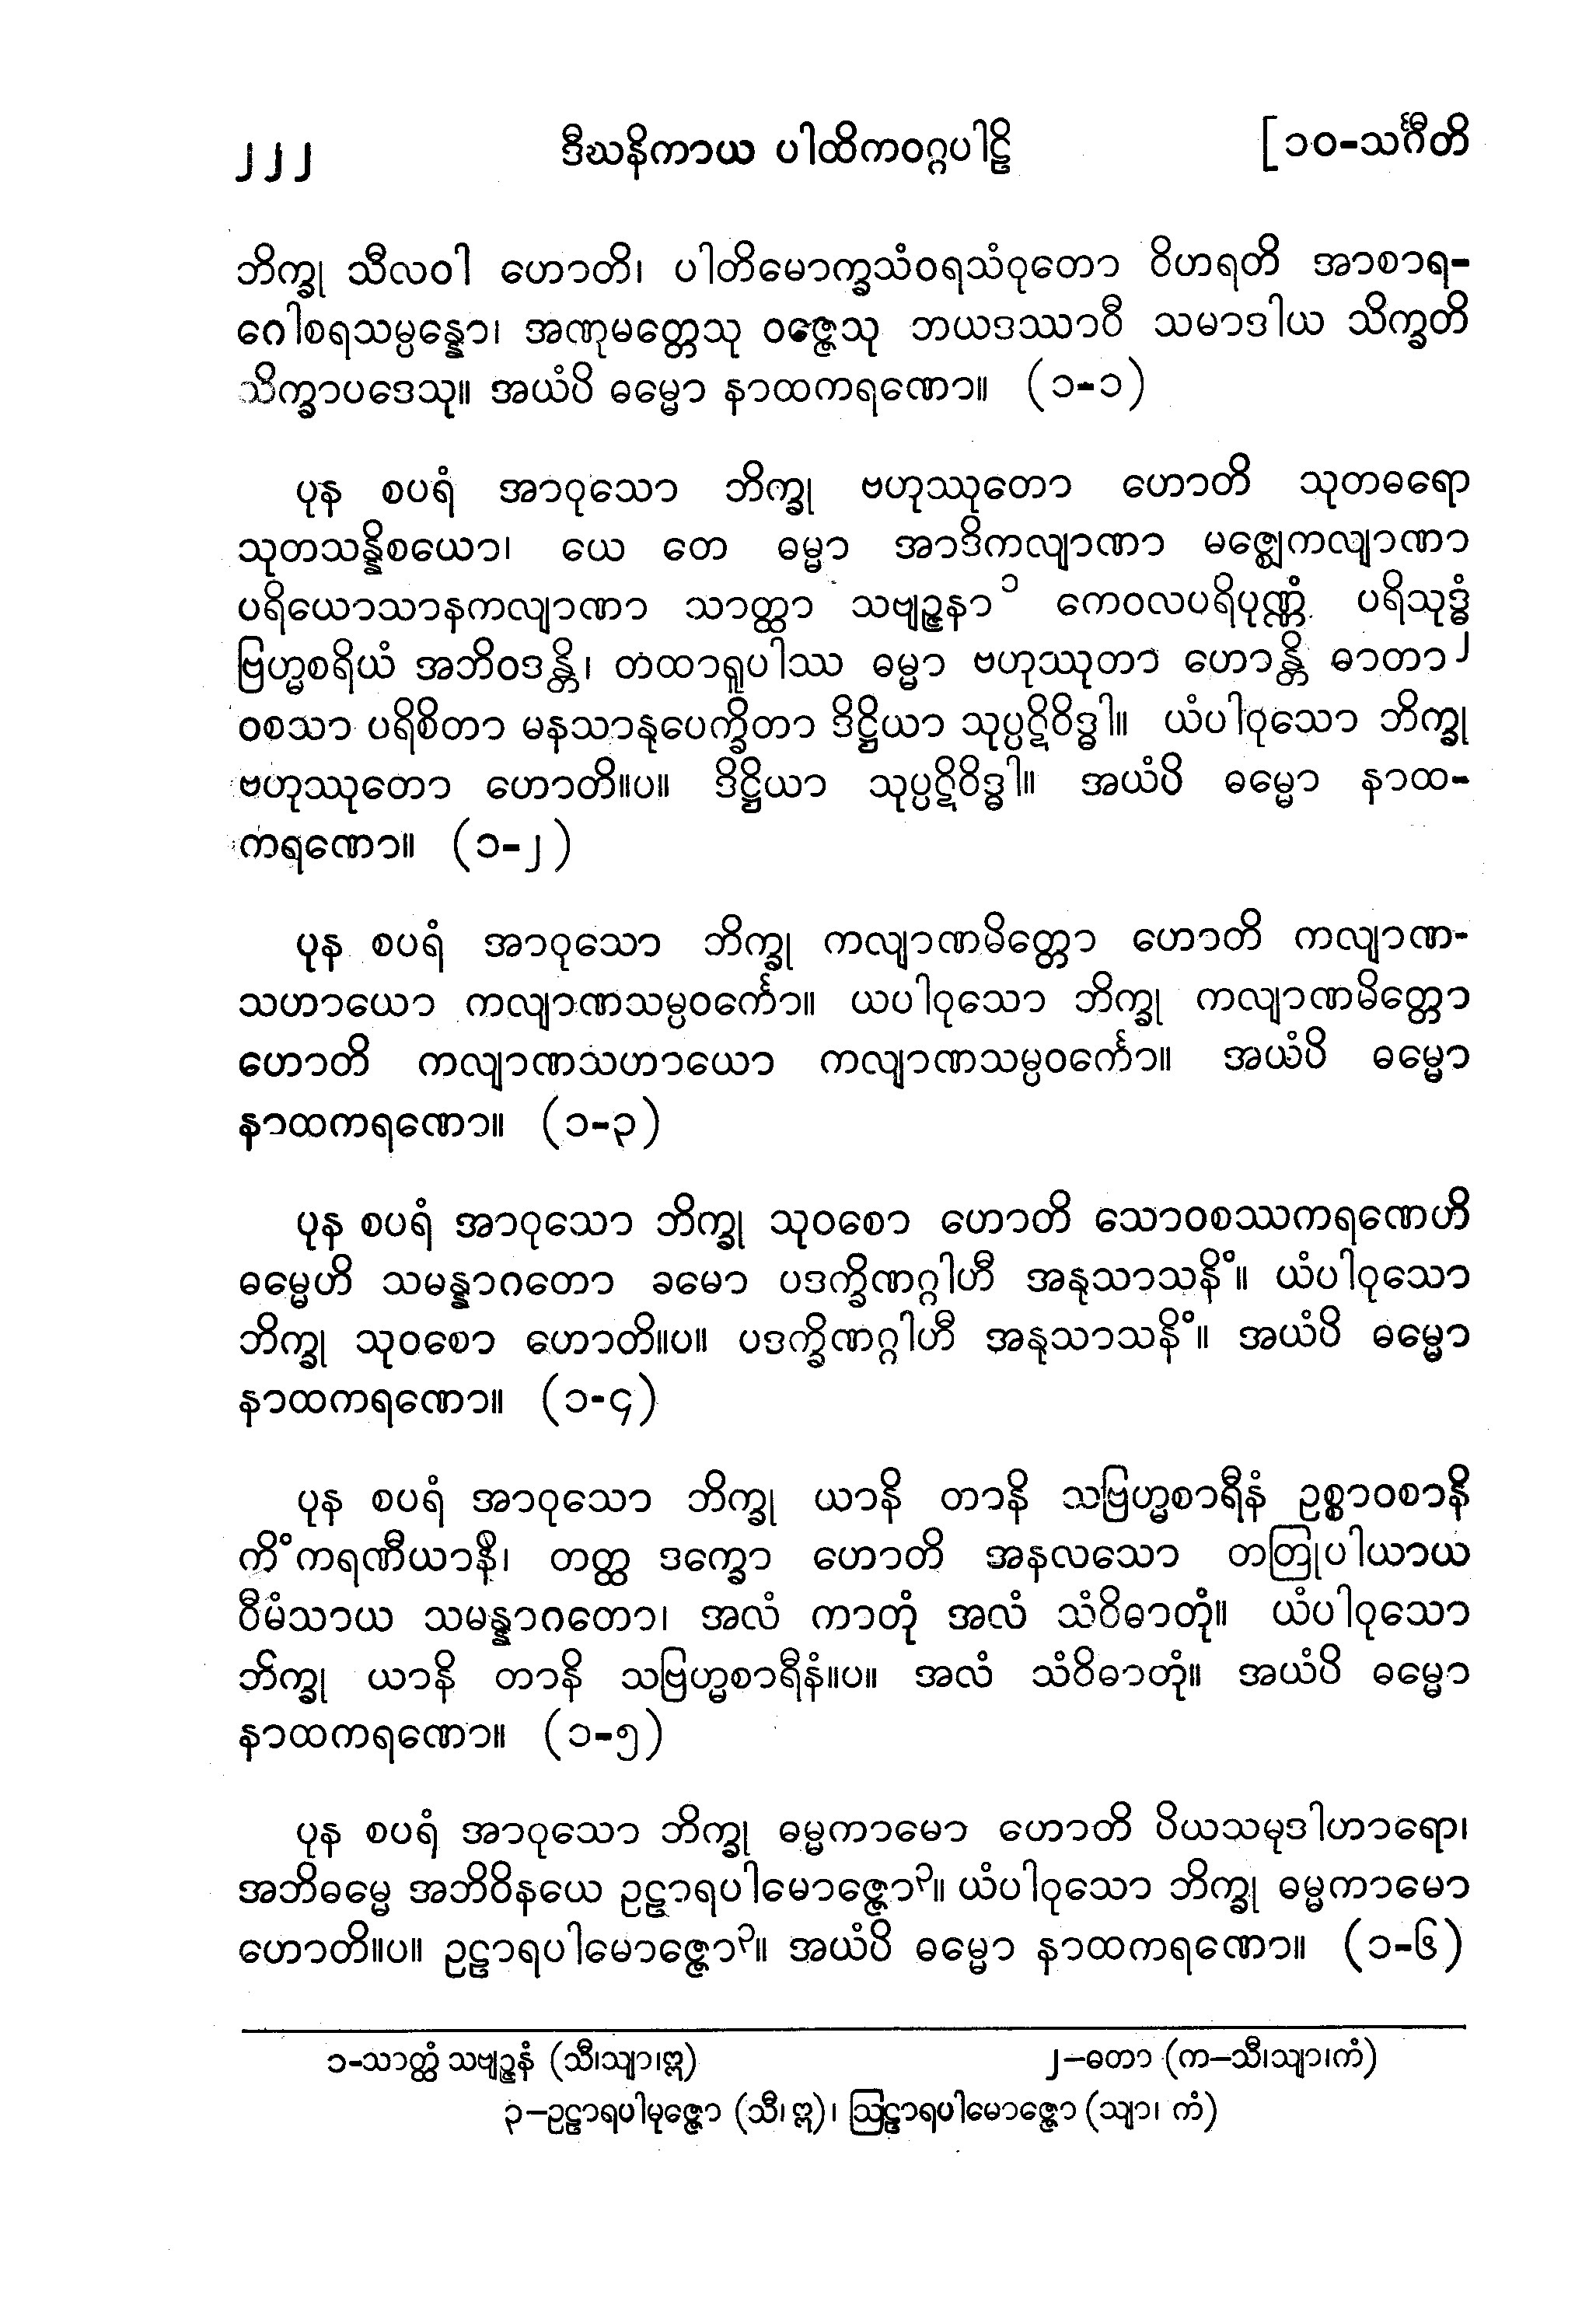 ၂၂၂ ဒီဃနိကာယ ပါထိကဝဂ္ဂပါဠိ [၁၀-သင်္ဂီတိ
ဘိက္ခု သီလဝါ ဟောတိ၊ ပါတိမောက္ခသံဝရသံဝုတော ဝိဟရတိ အာစာရ-
ဂေါစရသမ္ပန္နော၊ အဏုမတ္တေသု ဝဇ္ဇေသု ဘယဒဿာဝီ သမာဒါယ သိက္ခတိ
သိက္ခာပဒေသု။ အယံပိ ဓမ္မော နာထကရဏော။ (၁-၁)
ပုန စပရံ အာဝုသော ဘိက္ခု ဗဟုဿုတော ဟောတိ သုတဓရော
သုတသန္နိစယော၊ ယေ တေ ဓမ္မာ အာဒိကလျာဏာ မဇ္ဈေကလျာဏာ
ပရိယောသာနကလျာဏာ သာတ္ထာ သဗျဉ္ဇနာ ၁ ကေဝလပရိပုဏ္ဏံ ပရိသုဒ္ဓံ
ဗြဟ္မစရိယံ အဘိဝဒန္တိ၊ တထာရူပါဿ ဓမ္မာ ဗဟုဿုတာ ဟောန္တိ ဓာတာ ၂
ဝစသာ ပရိစိတာ မနသာနုပေက္ခိတာ ဒိဋ္ဌိယာ သုပ္ပဋိဝိဒ္ဓါ။ ယံပါဝုသော ဘိက္ခု
ဗဟုဿုတော ဟောတိ။ပ။ ဒိဋ္ဌိယာ သုပ္ပဋိဝိဒ္ဓါ။ အယံပိ ဓမ္မော နာထ-
ကရဏော။ (၁-၂)
ပုန စပရံ အာဝုသော ဘိက္ခု ကလျာဏမိတ္တော ဟောတိ ကလျာဏ-
သဟာယော ကလျာဏသမ္ပဝင်္ကော။ ယပါဝုသော ဘိက္ခု ကလျာဏမိတ္တော
ဟောတိ ကလျာဏသဟာယော ကလျာဏသမ္ပဝင်္ကော။ အယံပိ ဓမ္မော
နာထကရဏော။ (၁-၃)
ပုန စပရံ အာဝုသော ဘိက္ခု သုဝစော ဟောတိ သောဝစဿကရဏေဟိ
ဓမ္မေဟိ သမန္နာဂတော ခမော ပဒက္ခိဏဂ္ဂါဟီ အနုသာသနိံ။ ယံပါဝုသော
ဘိက္ခု သုဝစော ဟောတိ။ပ။ ပဒက္ခိဏဂ္ဂါဟီ အနုသာသနိံ။ အယံပိ ဓမ္မော
နာထကရဏော။ (၁-၄)
ပုန စပရံ အာဝုသော ဘိက္ခု ယာနိ တာနိ သဗြဟ္မစာရီနံ ဥစ္စာဝစာနိ
ကိံကရဏီယာနိ၊ တတ္ထ ဒက္ခော ဟောတိ အနလသော တတြုပါယာယ
ဝီမံသာယ သမန္နာဂတော၊ အလံ ကာတုံ အလံ သံဝိဓာတုံ။ ယံပါဝုသော
ဘိက္ခု ယာနိ တာနိ သဗြဟ္မစာရီနံ။ပ။ အလံ သံဝိဓာတုံ။ အယံပိ ဓမ္မော
နာထကရဏော။ (၁-၅)
ပုန စပရံ အာဝုသော ဘိက္ခု ဓမ္မကာမော ဟောတိ ပိယသမုဒါဟာရော၊
အဘိဓမ္မေ အဘိဝိနယေ ဥဠာရပါမောဇ္ဇော ၃။ ယံပါဝုသော ဘိက္ခု ဓမ္မကာမော
ဟောတိ။ပ။ ဥဠာရပါမောဇ္ဇော ၃။ အယံပိ ဓမ္မော နာထကရဏော။ (၁-၆)
၁-သာတ္ထံ သဗျဉ္ဇနံ (သီ၊သျာ၊ဣ) ၂-ဓတာ (က-သီ၊သျာ၊ကံ)
၃-ဥဠာရပါမုဇ္ဇော (သီ၊ ဣ)၊ ဩဠာရပါမောဇ္ဇော (သျာ၊ ကံ)